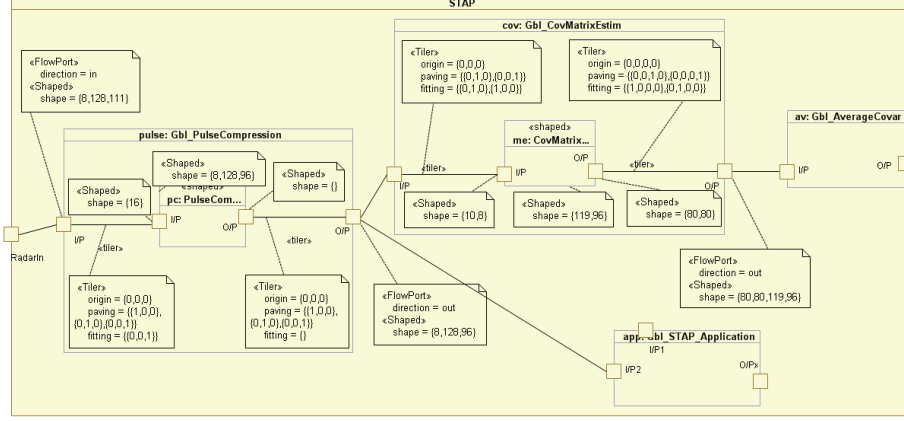 STAP
cov: Gbl_CovMatrixEstim
«Tiler»
origin = {0,0,0}
paving = {{0,1,0},{0,0,1}}
fitting = {{0,1,0},{1,0,0}}
«Tiler»
origin = {0,0,0,0}
paving = {{0,0,1,0},{0,0,0,1}}
fitting = {{1,0,0,0},{0,1,0,0}}
«FlowPort»
direction = in
«Shaped»
shape = {8,128,111}
av: Gbl_AverageCovar
pulse: Gbl_PulseCompression
«shaped»
me: CovMatrix...
O/P
«tiler»
«tiler»
I/P
I/P
O/P
I/P
O/P
«Shaped»
shape = {8,128,96}
«Shaped»
shape = {}
«Shaped»
shape = {16}
«shaped»
pc: PulseCom...
I/P
O/P
«Shaped»
shape = {10,8}
«Shaped»
shape = {119,96}
«Shaped»
shape = {80,80}
I/P
«tiler»
«tiler»
O/P
RadarIn
«FlowPort»
direction = out
«Shaped»
shape = {80,80,119,96}
«Tiler»
origin = {0,0,0}
paving = {{1,0,0},
{0,1,0},{0,0,1}}
fitting = {{0,0,1}}
«Tiler»
origin = {0,0,0}
paving = {{1,0,0},
{0,1,0},{0,0,1}}
fitting = {}
«FlowPort»
direction = out
«Shaped»
shape = {8,128,96}
app: Gbl_STAP_Application
I/P1
I/P2
O/P»